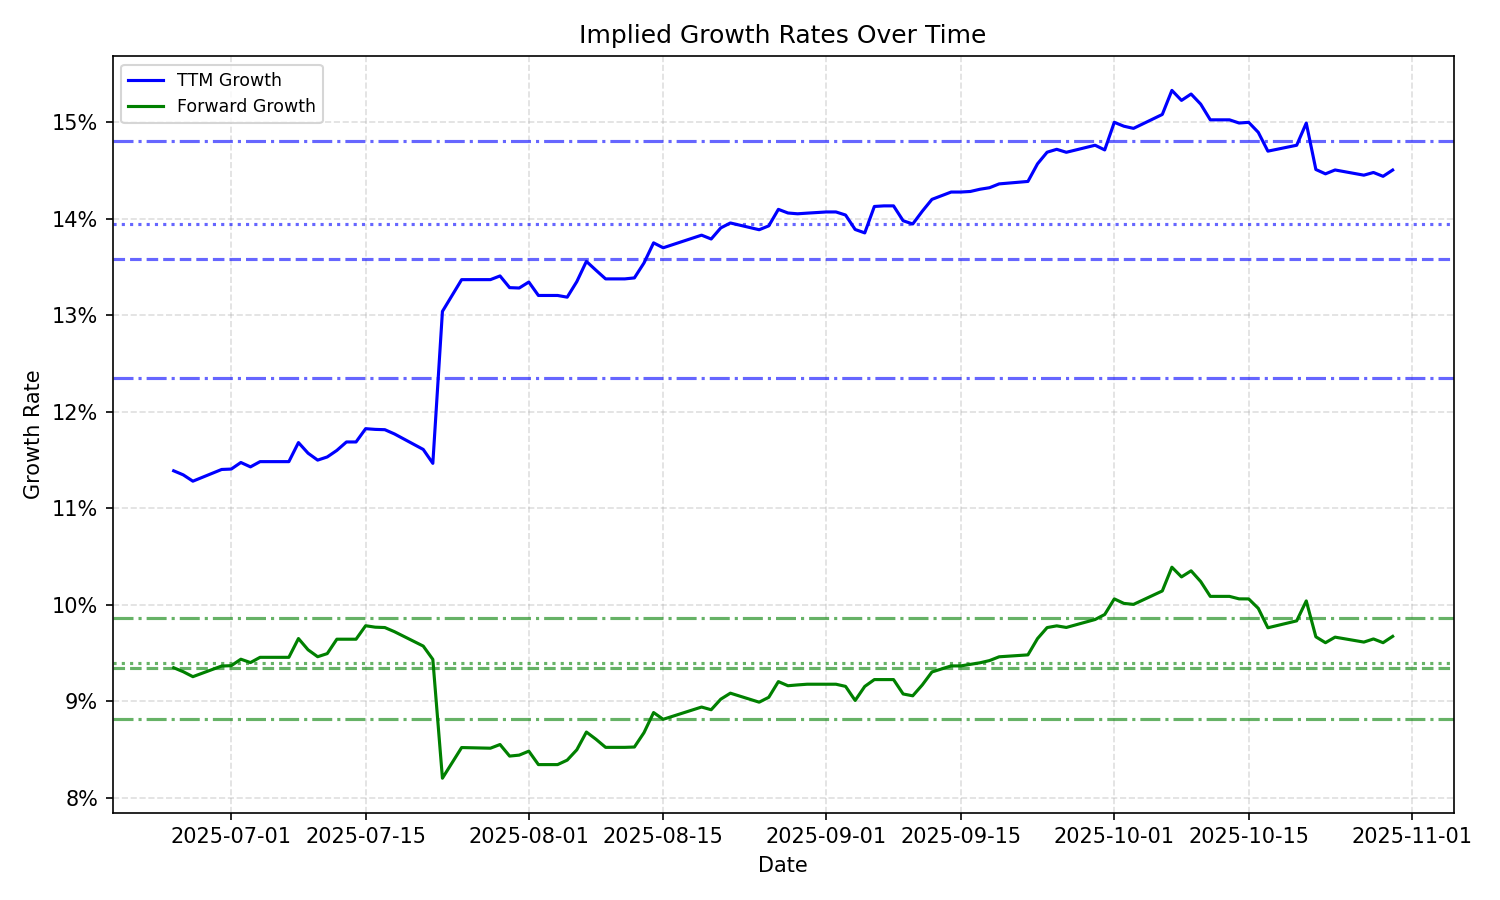 Implied Growth Rates Over Time
TTM Growth
Forward Growth
15%
14%
13%
12%
11%
10%
9%
8%
Growth Rate
2025-07-01 2025-07-15 2025-08-01 2025-08-15 2025-09-01 2025-09-15 2025-10-01 2025-10-15 2025-11-01
Date